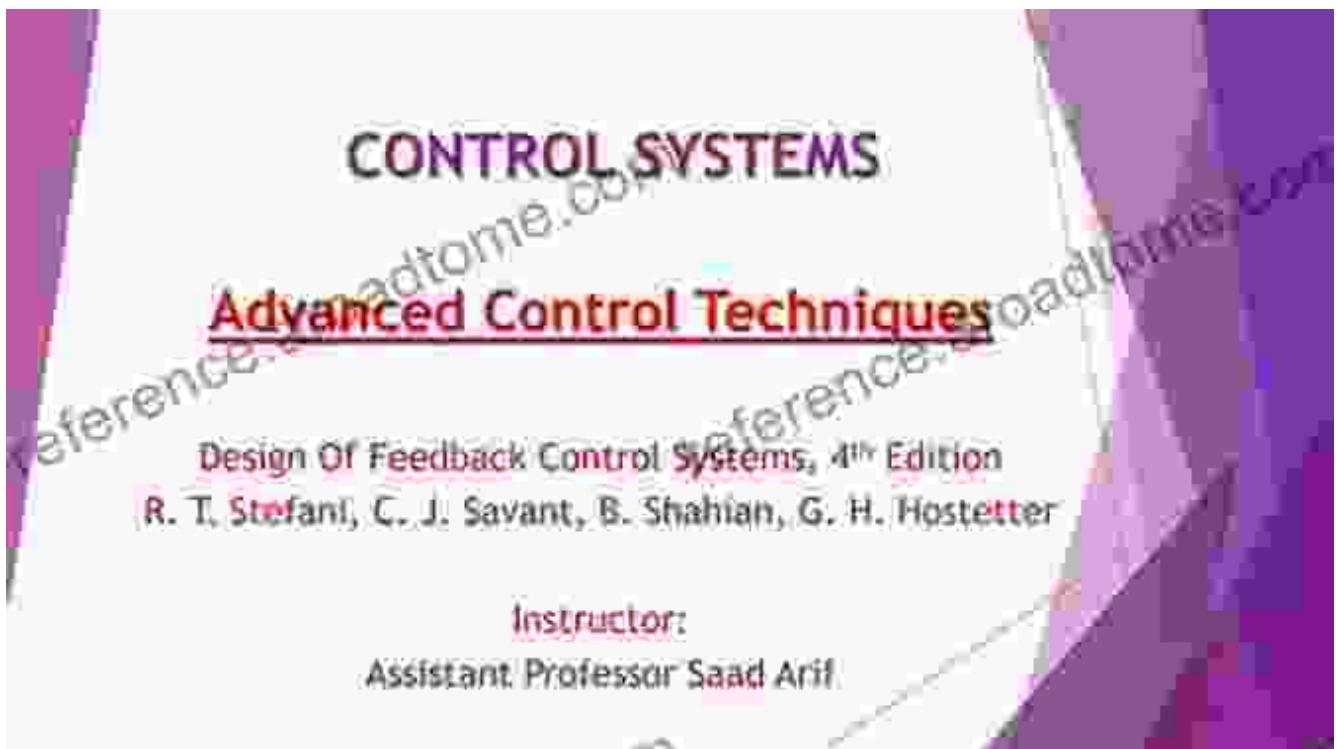 CONTROL SYSTEMS
Advanced Control Techniques
Design Of Feedback Control Systems, 4th Edition
R. T. Stefani, C. J. Savant, B. Shahian, G. H. Hostetter
Instructor:
Assistant Professor Saad Arif